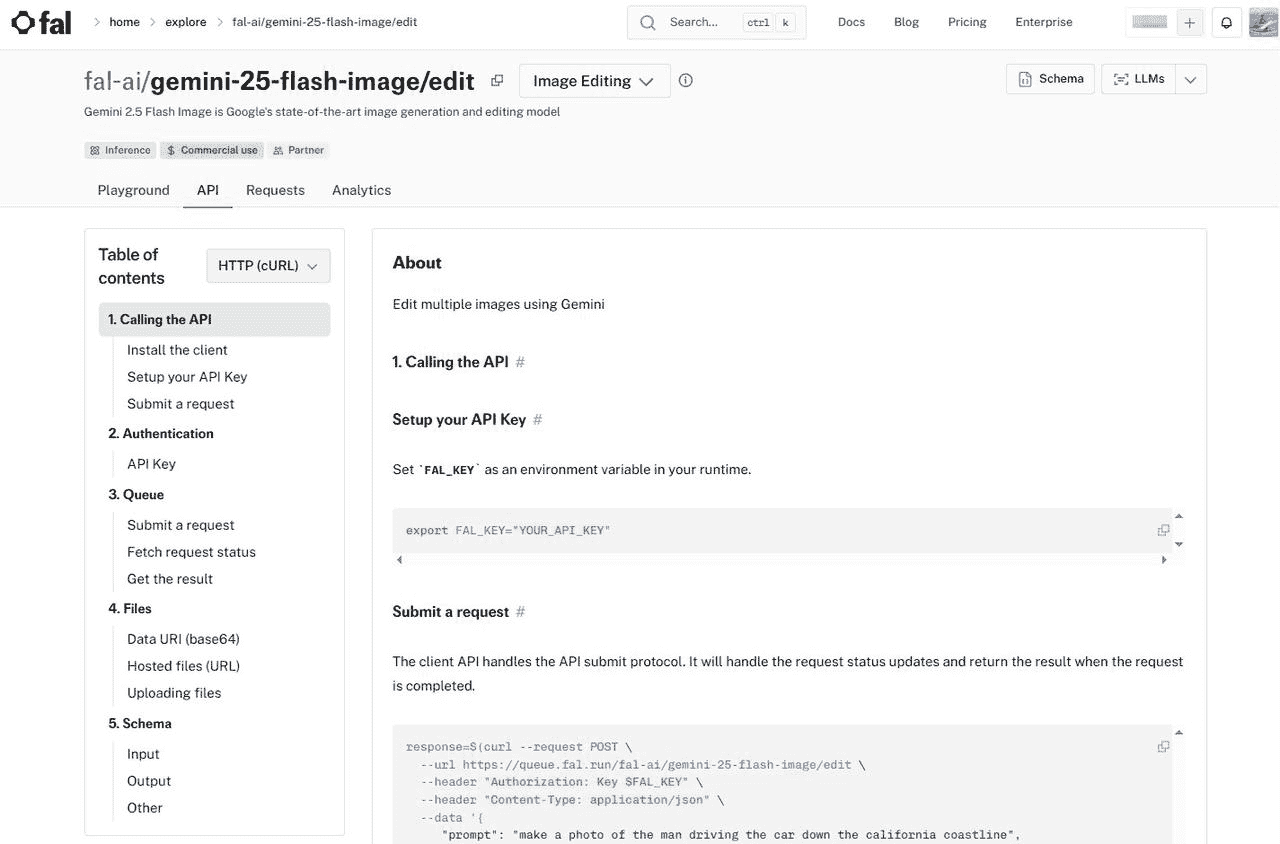 fal
home
explore
fal-ai/gemini-25-flash-image/edit
Search...
ctrl
k
Docs
Blog
Pricing
Enterprise
+
fal-ai/gemini-25-flash-image/edit
Image Editing
Schema
LLMs
Gemini 2.5 Flash Image is Google's state-of-the-art image generation and editing model
Inference
$ Commercial use
Partner
Playground
API
Requests
Analytics
Table of
contents
HTTP (cURL)
1. Calling the API
Install the client
Setup your API Key
Submit a request
2. Authentication
API Key
3. Queue
Submit a request
Fetch request status
Get the result
4. Files
Data URI (base64)
Hosted files (URL)
Uploading files
5. Schema
Input
Output
Other
About
Edit multiple images using Gemini
1. Calling the API #
Setup your API Key #
Set `FAL_KEY` as an environment variable in your runtime.
export FAL_KEY="YOUR_API_KEY"
Submit a request #
The client API handles the API submit protocol. It will handle the request status updates and return the result when the request
is completed.
response=$(curl --request POST \
--url https://queue.fal.run/fal-ai/gemini-25-flash-image/edit \
--header "Authorization: Key $FAL_KEY" \
--header "Content-Type: application/json" \
--data '{
"prompt": "make a photo of the man driving the car down the california coastline",